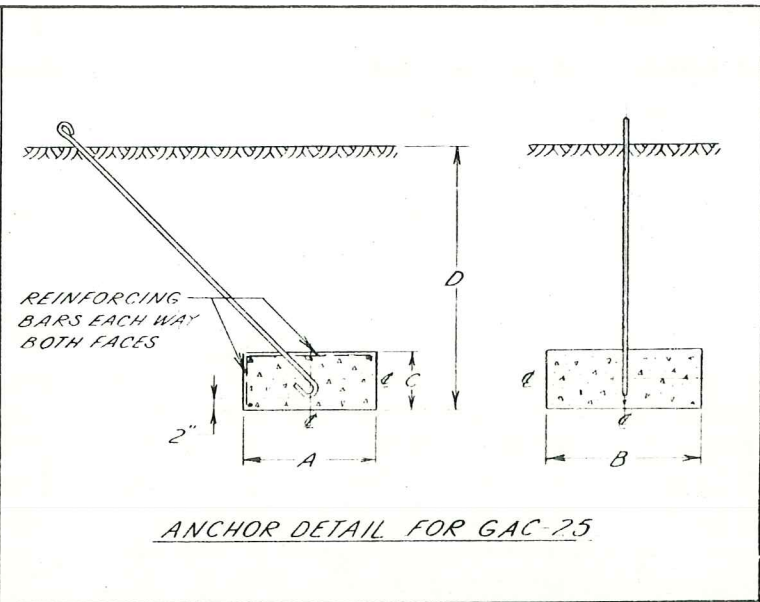 D
REINFORCING
BARS EACH WAY
BOTH FACES
℄ C
℄
2"
℄
℄
A
B
ANCHOR DETAIL FOR GAC-25